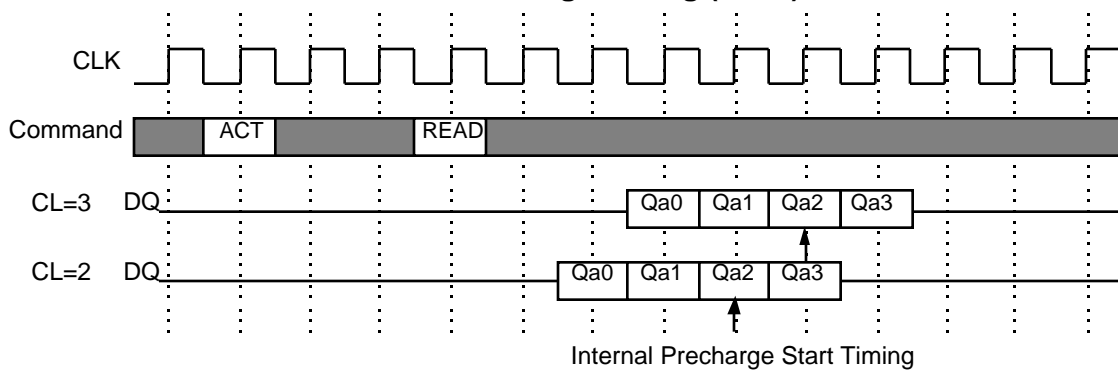 CLK
Command ACT READ
CL=3 DQ Qa0 Qa1 Qa2 Qa3
CL=2 DQ Qa0 Qa1 Qa2 Qa3
Internal Precharge Start Timing